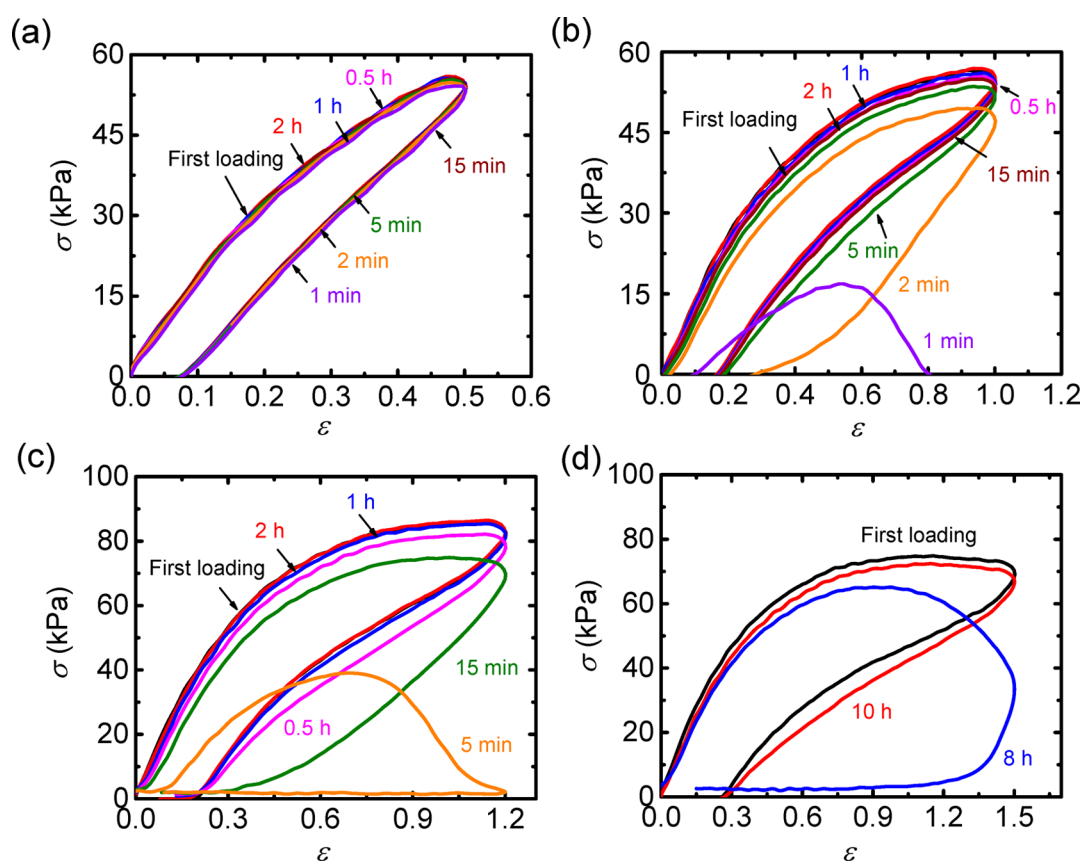 (a)
60
45
30
15
0
σ (kPa)
0.0 0.1 0.2 0.3 0.4 0.5 0.6
ε
First loading
2 h
1 h
0.5 h
15 min
5 min
2 min
1 min
(b)
60
45
30
15
0
σ (kPa)
0.0 0.2 0.4 0.6 0.8 1.0 1.2
ε
First loading
2 h
1 h
0.5 h
15 min
5 min
2 min
1 min
(c)
100
80
60
40
20
0
σ (kPa)
0.0 0.3 0.6 0.9 1.2
ε
First loading
2 h
1 h
15 min
0.5 h
5 min
(d)
100
80
60
40
20
0
σ (kPa)
0.0 0.3 0.6 0.9 1.2 1.5
ε
First loading
10 h
8 h